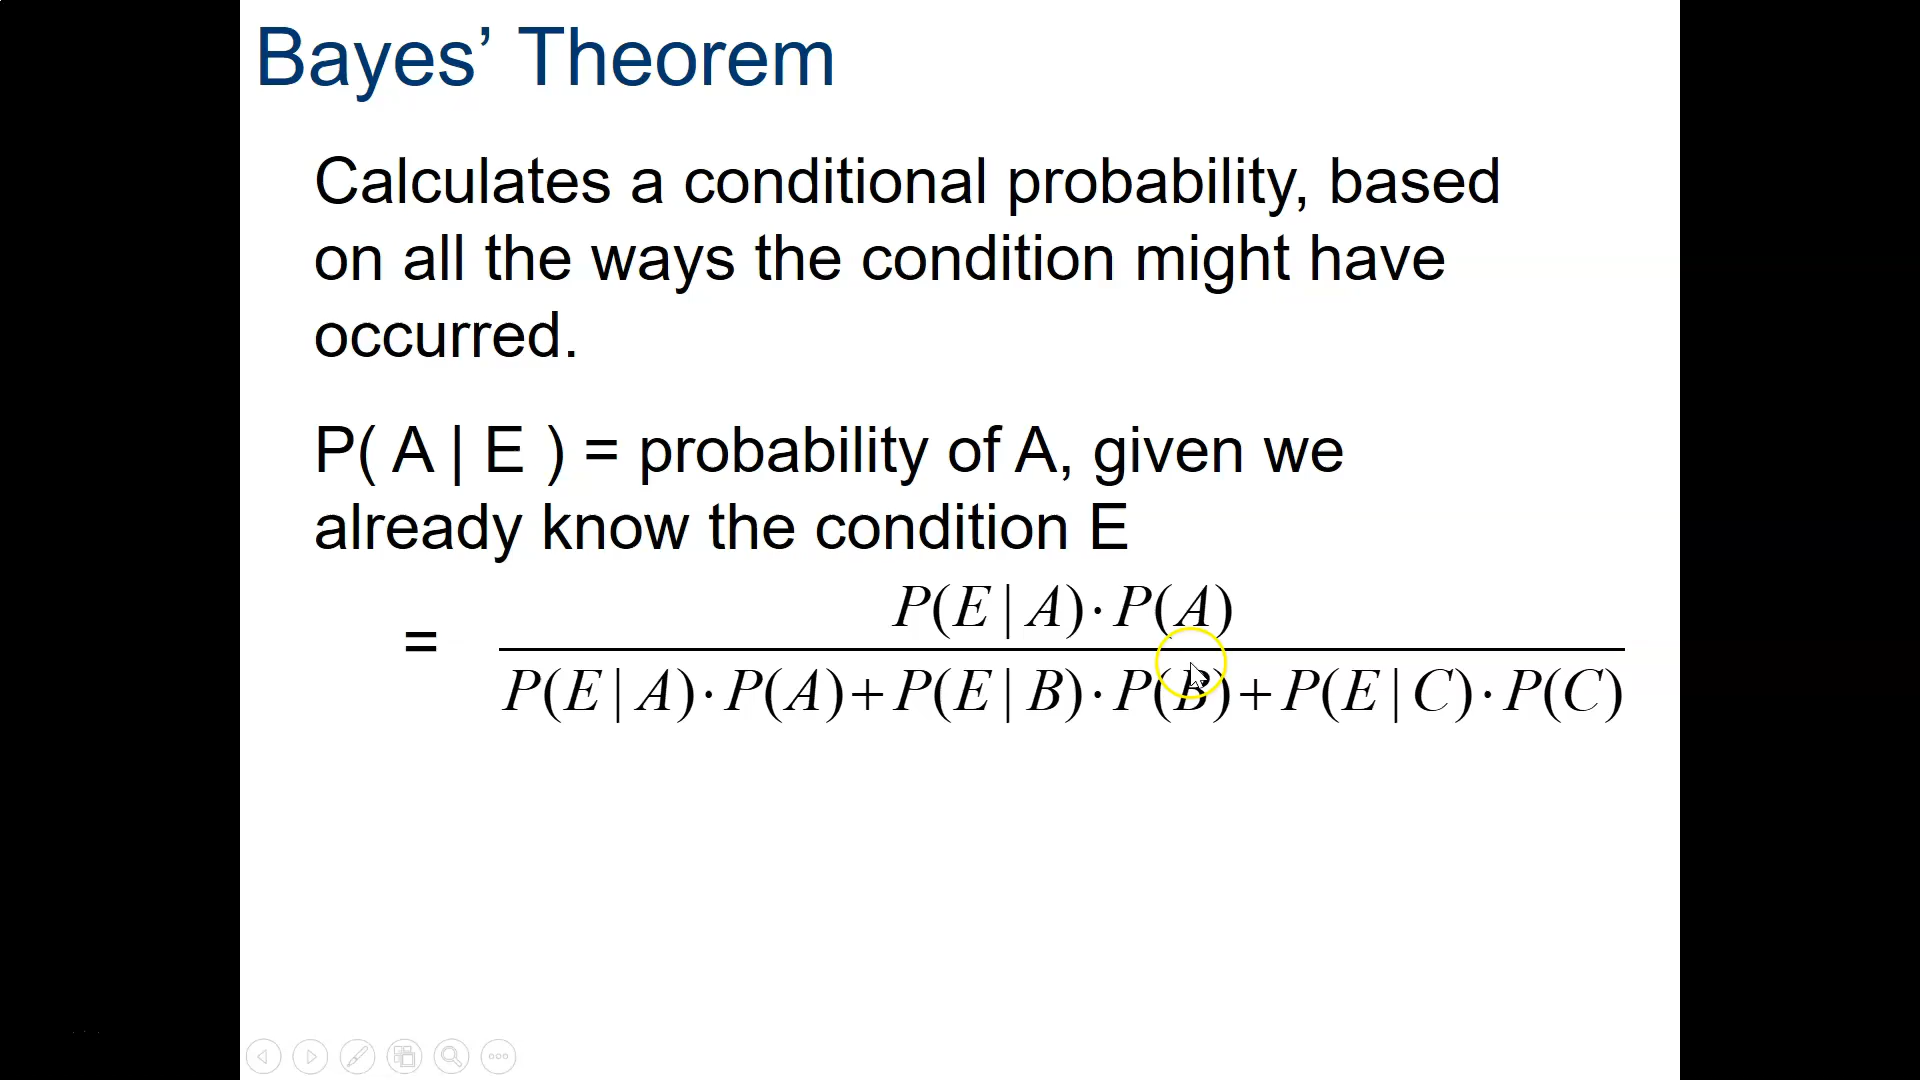 Bayes’ Theorem
Calculates a conditional probability, based
on all the ways the condition might have
occurred.
P( A | E ) = probability of A, given we
already know the condition E
P(E | A)·P(A)
=
P(E | A)·P(A)+P(E | B)·P(B)+P(E | C)·P(C)